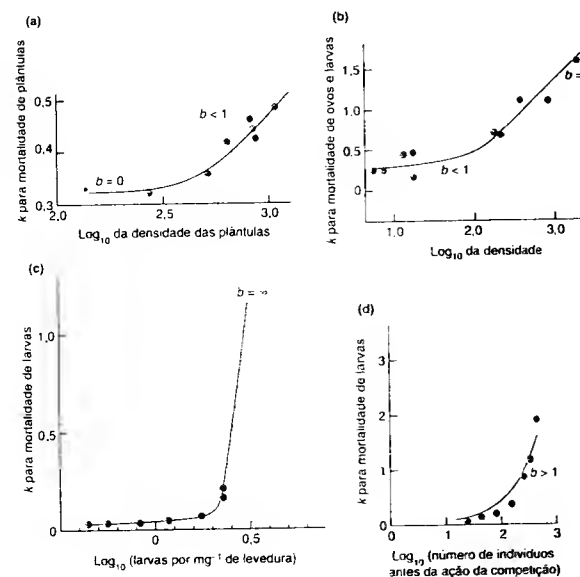 (a)
k para mortalidade de plântulas
0,5
0,4
0,3
b < 1
b = 0
2,0
2,5
3,0
Log10 da densidade das plântulas
(b)
k para mortalidade de ovos e larvas
1,5
1,0
0,5
0
b =
b < 1
1,0
2,0
3,0
Log10 da densidade
(c)
k para mortalidade de larvas
1,0
0,5
b = ∞
0
0,5
Log10 (larvas por mg⁻¹ de levedura)
(d)
k para mortalidade de larvas
3
2
1
0
b > 1
1
2
3
Log10 (número de indivíduos
antes da ação da competição)